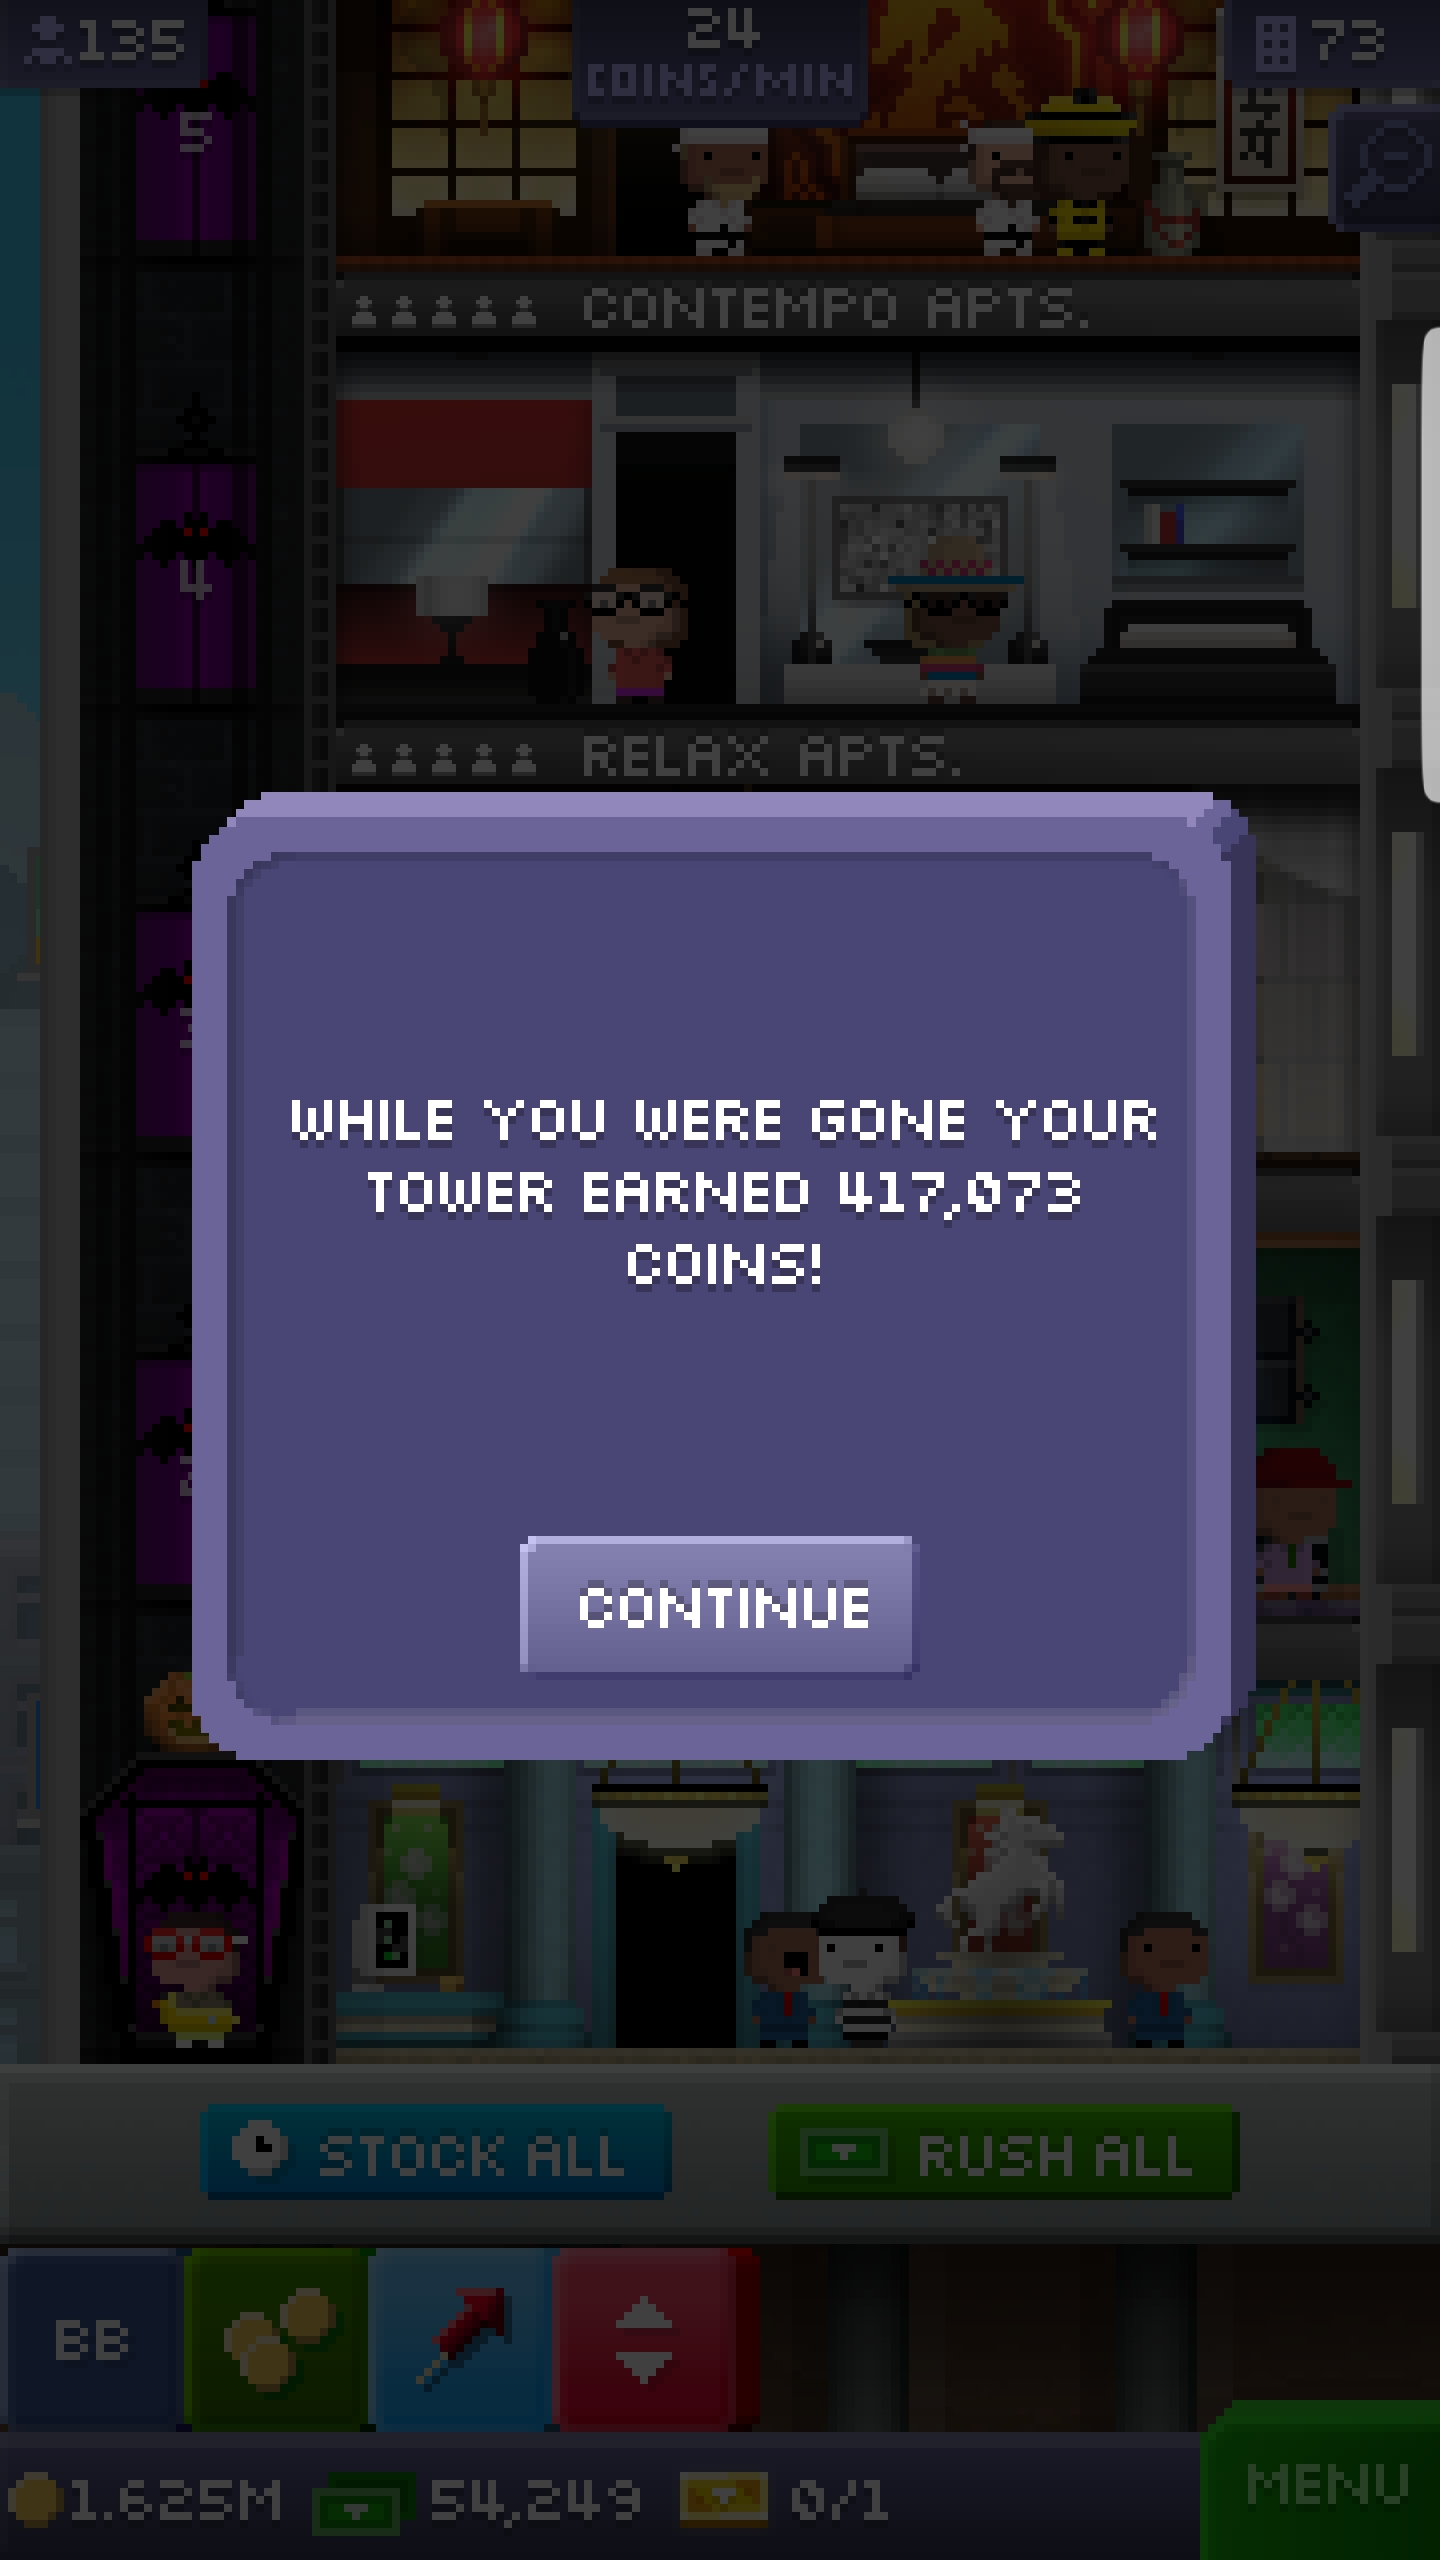 135
24
COINS/MIN
73
5
CONTEMPO APTS.
4
RELAX APTS.
WHILE YOU WERE GONE YOUR
TOWER EARNED 417,073
COINS!
CONTINUE
STOCK ALL
RUSH ALL
BB
1.625M
54,249
0/1
MENU